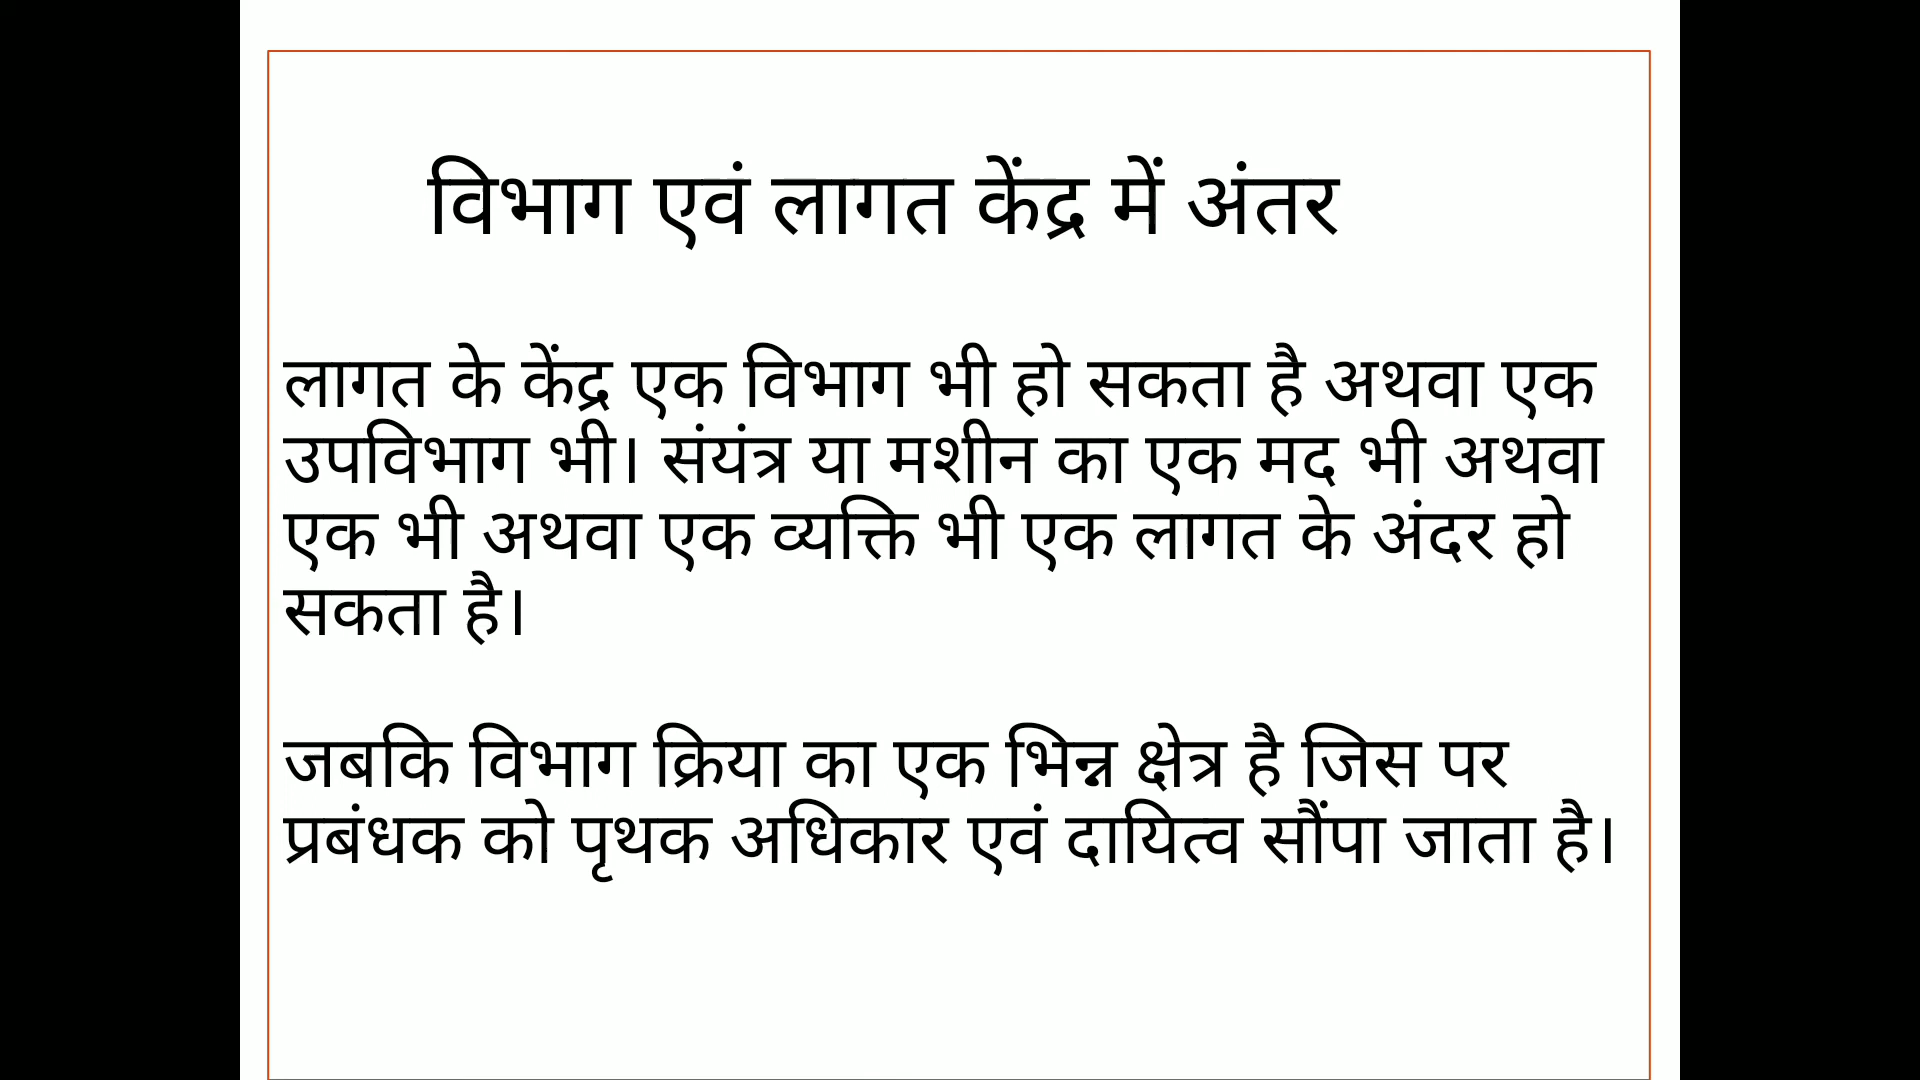 विभाग एवं लागत केंद्र में अंतर
लागत के केंद्र एक विभाग भी हो सकता है अथवा एक
उपविभाग भी। संयंत्र या मशीन का एक मद भी अथवा
एक भी अथवा एक व्यक्ति भी एक लागत के अंदर हो
सकता है।
जबकि विभाग क्रिया का एक भिन्न क्षेत्र है जिस पर
प्रबंधक को पृथक अधिकार एवं दायित्व सौंपा जाता है।